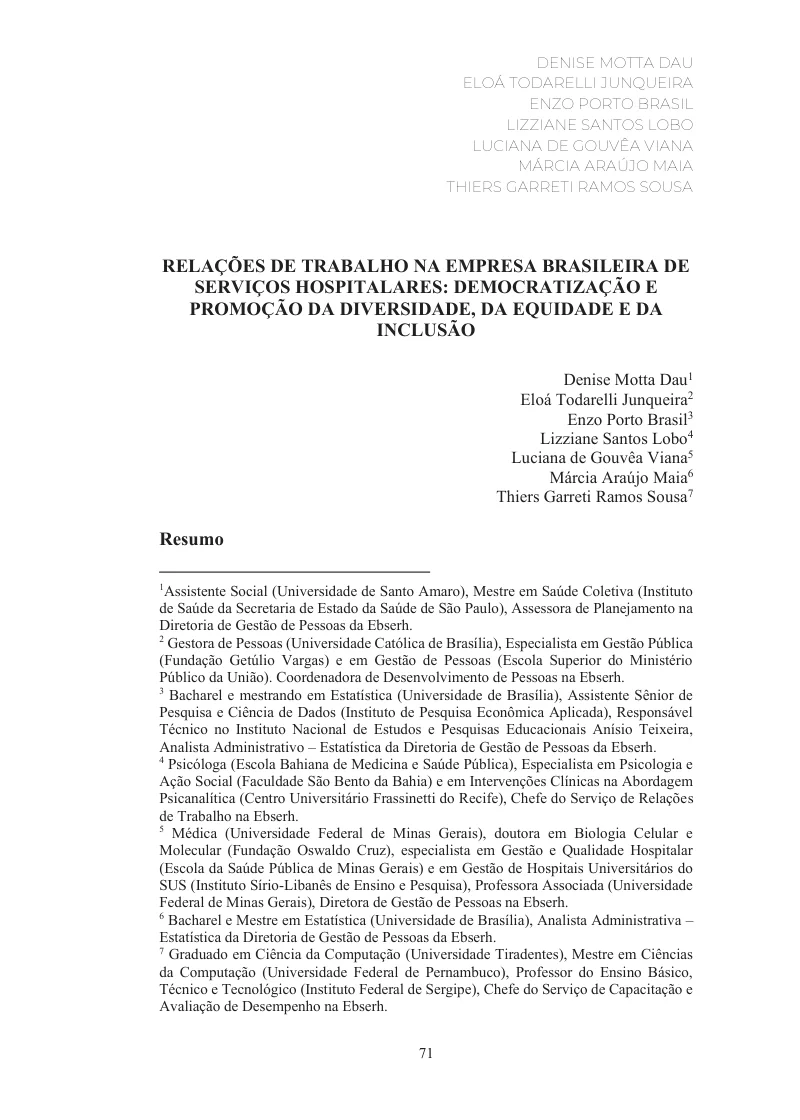 DENISE MOTTA DAU
ELOÁ TODARELLI JUNQUEIRA
ENZO PORTO BRASIL
LIZZIANE SANTOS LOBO
LUCIANA DE GOUVÊA VIANA
MÁRCIA ARAÚJO MAIA
THIERS GARRETI RAMOS SOUSA
RELAÇÕES DE TRABALHO NA EMPRESA BRASILEIRA DE
SERVIÇOS HOSPITALARES: DEMOCRATIZAÇÃO E
PROMOÇÃO DA DIVERSIDADE, DA EQUIDADE E DA
INCLUSÃO
Denise Motta Dau¹
Eloá Todarelli Junqueira²
Enzo Porto Brasil³
Lizziane Santos Lobo⁴
Luciana de Gouvêa Viana⁵
Márcia Araújo Maia⁶
Thiers Garreti Ramos Sousa⁷
Resumo
¹Assistente Social (Universidade de Santo Amaro), Mestre em Saúde Coletiva (Instituto
de Saúde da Secretaria de Estado da Saúde de São Paulo), Assessora de Planejamento na
Diretoria de Gestão de Pessoas da Ebserh.
² Gestora de Pessoas (Universidade Católica de Brasília), Especialista em Gestão Pública
(Fundação Getúlio Vargas) e em Gestão de Pessoas (Escola Superior do Ministério
Público da União). Coordenadora de Desenvolvimento de Pessoas na Ebserh.
³ Bacharel e mestrando em Estatística (Universidade de Brasília), Assistente Sênior de
Pesquisa e Ciência de Dados (Instituto de Pesquisa Econômica Aplicada), Responsável
Técnico no Instituto Nacional de Estudos e Pesquisas Educacionais Anísio Teixeira,
Analista Administrativo – Estatística da Diretoria de Gestão de Pessoas da Ebserh.
⁴ Psicóloga (Escola Bahiana de Medicina e Saúde Pública), Especialista em Psicologia e
Ação Social (Faculdade São Bento da Bahia) e em Intervenções Clínicas na Abordagem
Psicanalítica (Centro Universitário Frassinetti do Recife), Chefe do Serviço de Relações
de Trabalho na Ebserh.
⁵ Médica (Universidade Federal de Minas Gerais), doutora em Biologia Celular e
Molecular (Fundação Oswaldo Cruz), especialista em Gestão e Qualidade Hospitalar
(Escola da Saúde Pública de Minas Gerais) e em Gestão de Hospitais Universitários do
SUS (Instituto Sírio-Libanês de Ensino e Pesquisa), Professora Associada (Universidade
Federal de Minas Gerais), Diretora de Gestão de Pessoas na Ebserh.
⁶ Bacharel e Mestre em Estatística (Universidade de Brasília), Analista Administrativa –
Estatística da Diretoria de Gestão de Pessoas da Ebserh.
⁷ Graduado em Ciência da Computação (Universidade Tiradentes), Mestre em Ciências
da Computação (Universidade Federal de Pernambuco), Professor do Ensino Básico,
Técnico e Tecnológico (Instituto Federal de Sergipe), Chefe do Serviço de Capacitação e
Avaliação de Desempenho na Ebserh.
71